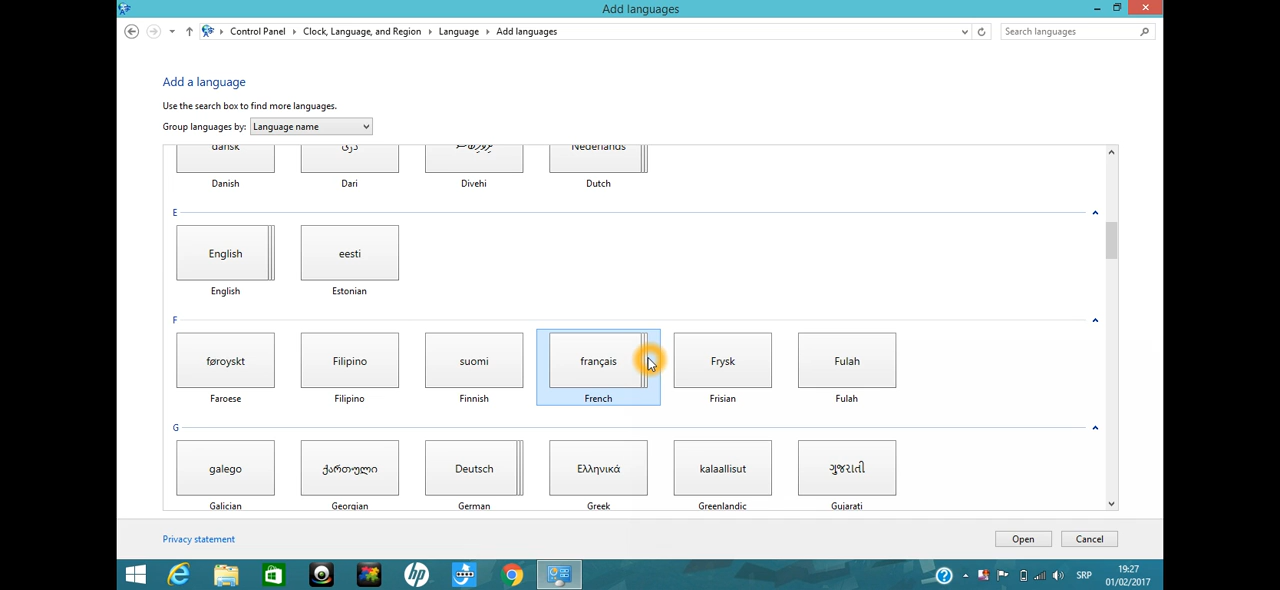 Add languages
Control Panel Clock, Language, and Region Language Add languages
Search languages
Add a language
Use the search box to find more languages.
Group languages by: Language name
dansk دری Nederlands
Danish Dari Divehi Dutch
E
English eesti
English Estonian
F
føroyskt Filipino suomi français Frysk Fulah
Faroese Filipino Finnish French Frisian Fulah
G
galego ქართული Deutsch Ελληνικά kalaallisut ગુજરાતી
Galician Georgian German Greek Greenlandic Gujarati
Privacy statement
Open Cancel
hp
SRP
19:27
01/02/2017